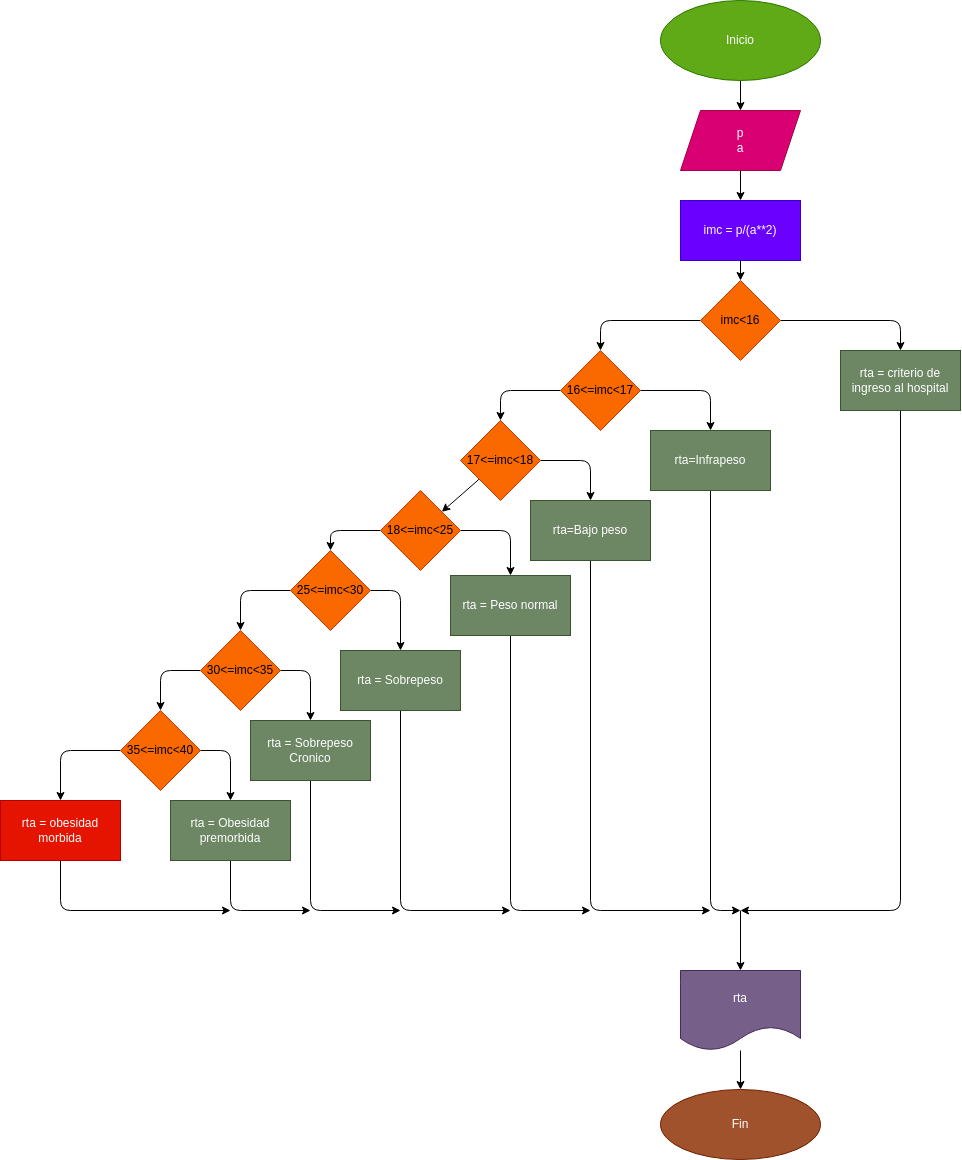 Inicio
p
a
imc = p/(a**2)
imc<16
rta = criterio de
ingreso al hospital
16<=imc<17
rta=Infrapeso
17<=imc<18
rta=Bajo peso
18<=imc<25
rta = Peso normal
25<=imc<30
rta = Sobrepeso
30<=imc<35
rta = Sobrepeso
Cronico
35<=imc<40
rta = obesidad
morbida
rta = Obesidad
premorbida
rta
Fin